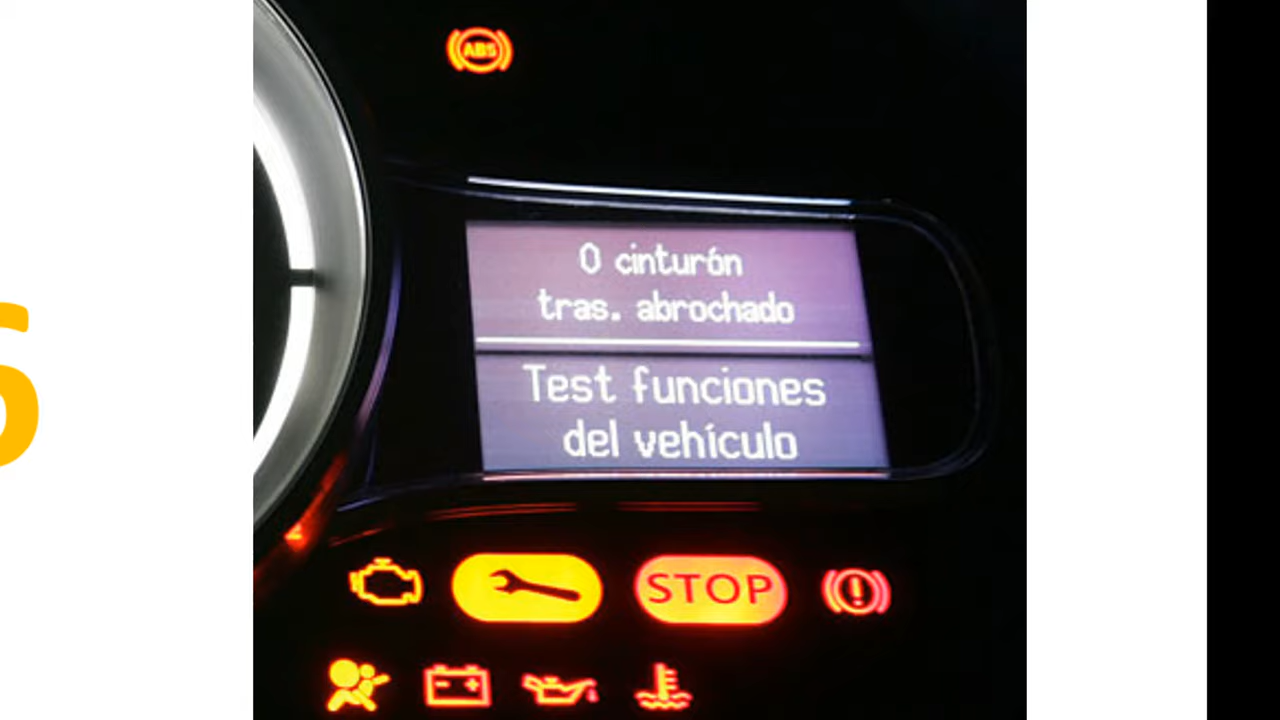 ABS
0 cinturón
tras. abrochado
Test funciones
del vehículo
STOP